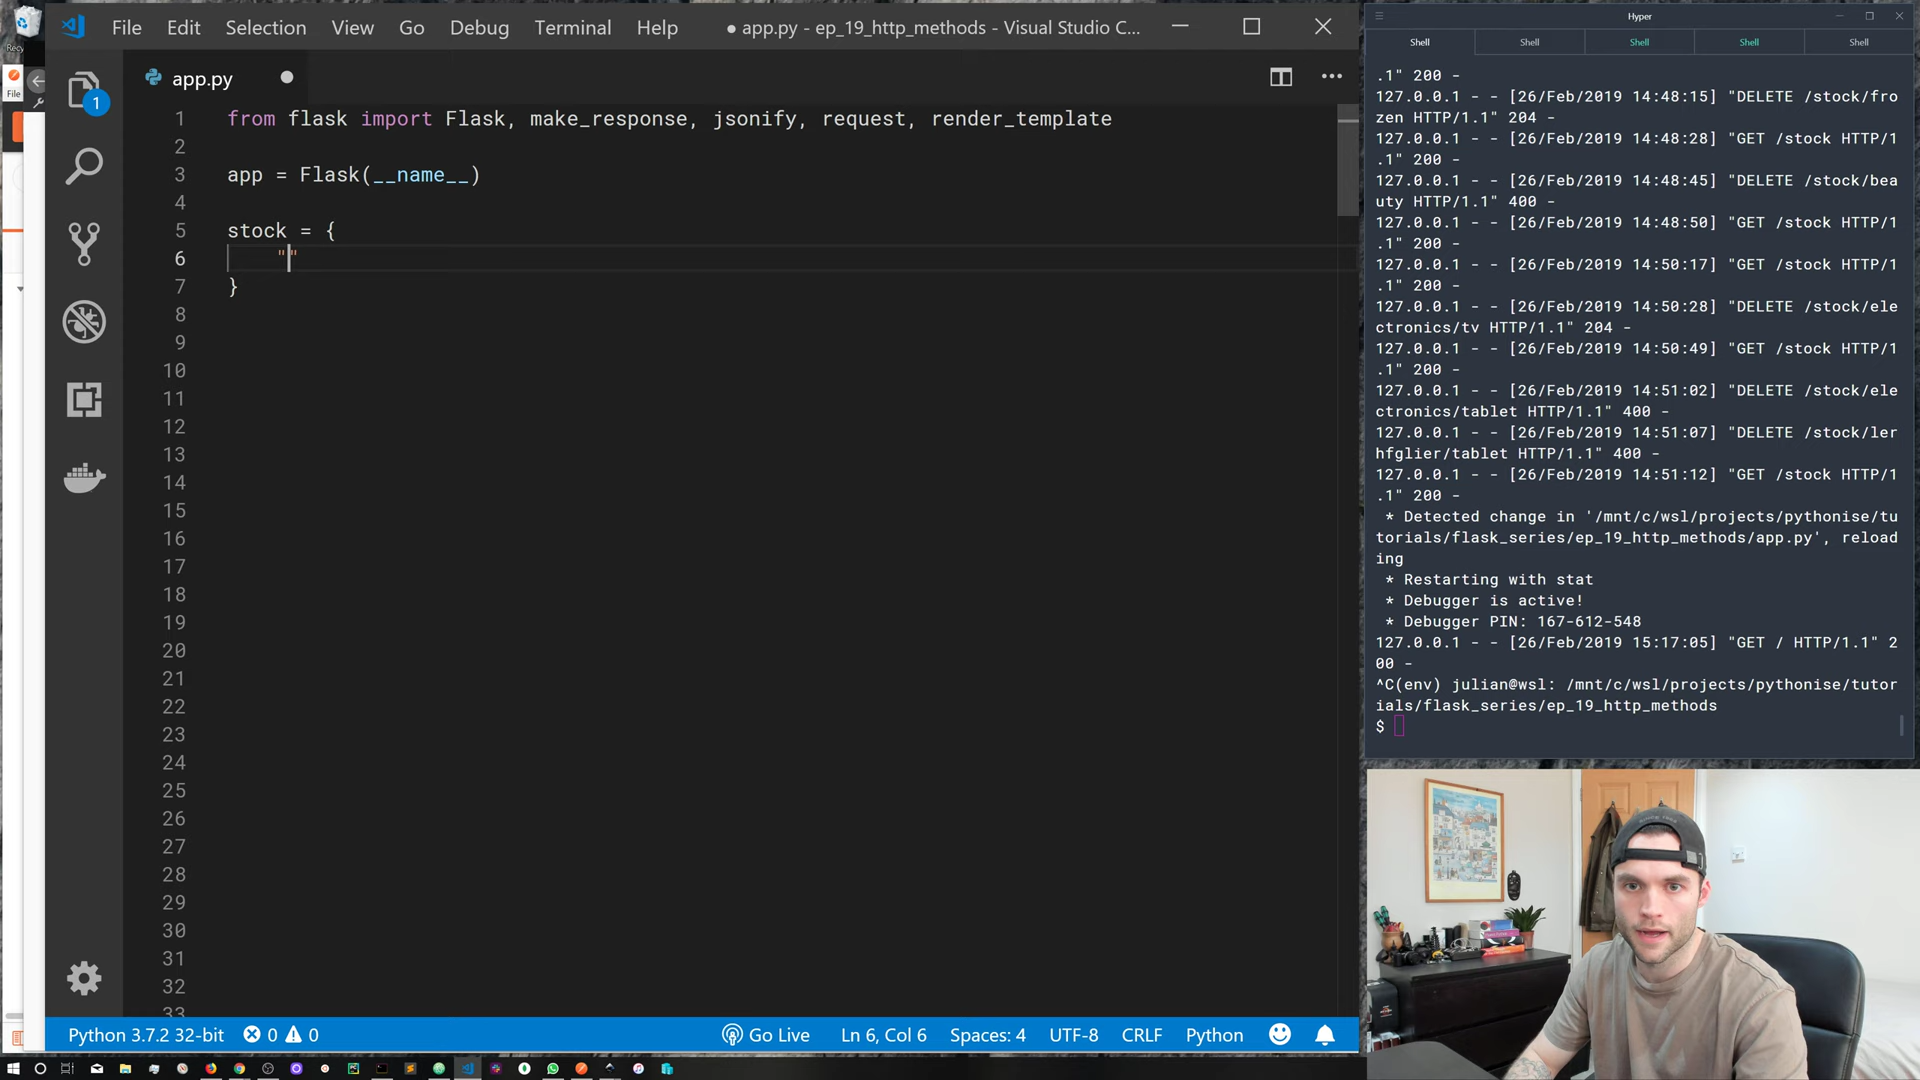 File Edit Selection View Go Debug Terminal Help ● app.py - ep_19_http_methods - Visual Studio C...
1
app.py
1 from flask import Flask, make_response, jsonify, request, render_template
2
3 app = Flask(__name__)
4
5 stock = {
6 ""
7 }
8
9
10
11
12
13
14
15
16
17
18
19
20
21
22
23
24
25
26
27
28
29
30
31
32
33
Python 3.7.2 32-bit 0 0 Go Live Ln 6, Col 6 Spaces: 4 UTF-8 CRLF Python
File
Hyper
Shell Shell Shell Shell Shell
.1" 200 -
127.0.0.1 - - [26/Feb/2019 14:48:15] "DELETE /stock/fro
zen HTTP/1.1" 204 -
127.0.0.1 - - [26/Feb/2019 14:48:28] "GET /stock HTTP/1
.1" 200 -
127.0.0.1 - - [26/Feb/2019 14:48:45] "DELETE /stock/bea
uty HTTP/1.1" 400 -
127.0.0.1 - - [26/Feb/2019 14:48:50] "GET /stock HTTP/1
.1" 200 -
127.0.0.1 - - [26/Feb/2019 14:50:17] "GET /stock HTTP/1
.1" 200 -
127.0.0.1 - - [26/Feb/2019 14:50:28] "DELETE /stock/ele
ctronics/tv HTTP/1.1" 204 -
127.0.0.1 - - [26/Feb/2019 14:50:49] "GET /stock HTTP/1
.1" 200 -
127.0.0.1 - - [26/Feb/2019 14:51:02] "DELETE /stock/ele
ctronics/tablet HTTP/1.1" 400 -
127.0.0.1 - - [26/Feb/2019 14:51:07] "DELETE /stock/ler
hfglier/tablet HTTP/1.1" 400 -
127.0.0.1 - - [26/Feb/2019 14:51:12] "GET /stock HTTP/1
.1" 200 -
* Detected change in '/mnt/c/wsl/projects/pythonise/tu
torials/flask_series/ep_19_http_methods/app.py', reload
ing
* Restarting with stat
* Debugger is active!
* Debugger PIN: 167-612-548
127.0.0.1 - - [26/Feb/2019 15:17:05] "GET / HTTP/1.1" 2
00 -
^C(env) julian@wsl: /mnt/c/wsl/projects/pythonise/tutor
ials/flask_series/ep_19_http_methods
$